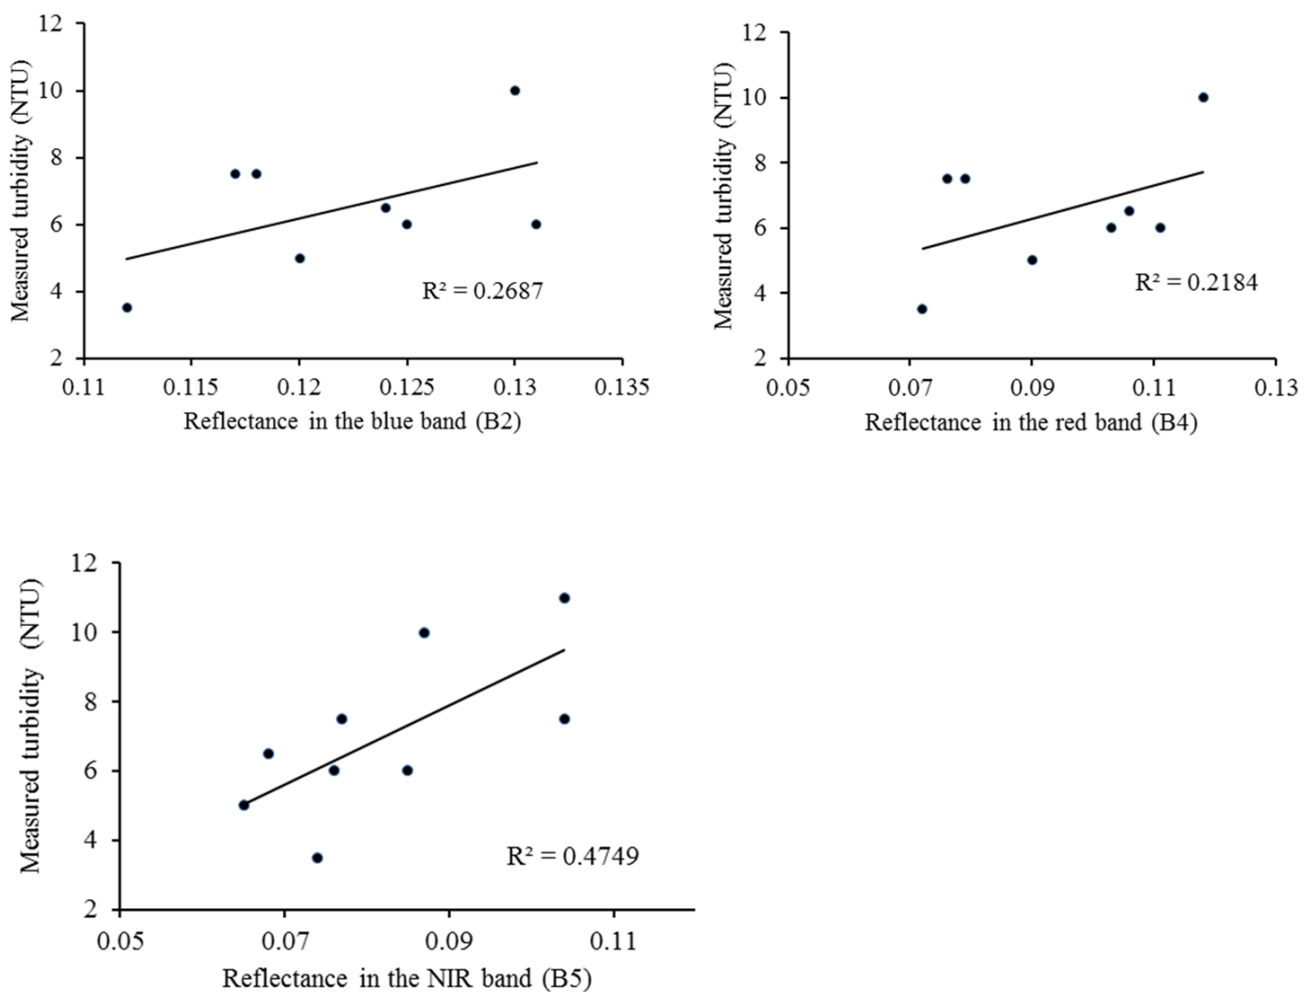 Measured turbidity (NTU)
12
10
8
6
4
2
R² = 0.2687
0.11 0.115 0.12 0.125 0.13 0.135
Reflectance in the blue band (B2)
Measured turbidity (NTU)
12
10
8
6
4
2
R² = 0.2184
0.05 0.07 0.09 0.11 0.13
Reflectance in the red band (B4)
Measured turbidity (NTU)
12
10
8
6
4
2
R² = 0.4749
0.05 0.07 0.09 0.11
Reflectance in the NIR band (B5)